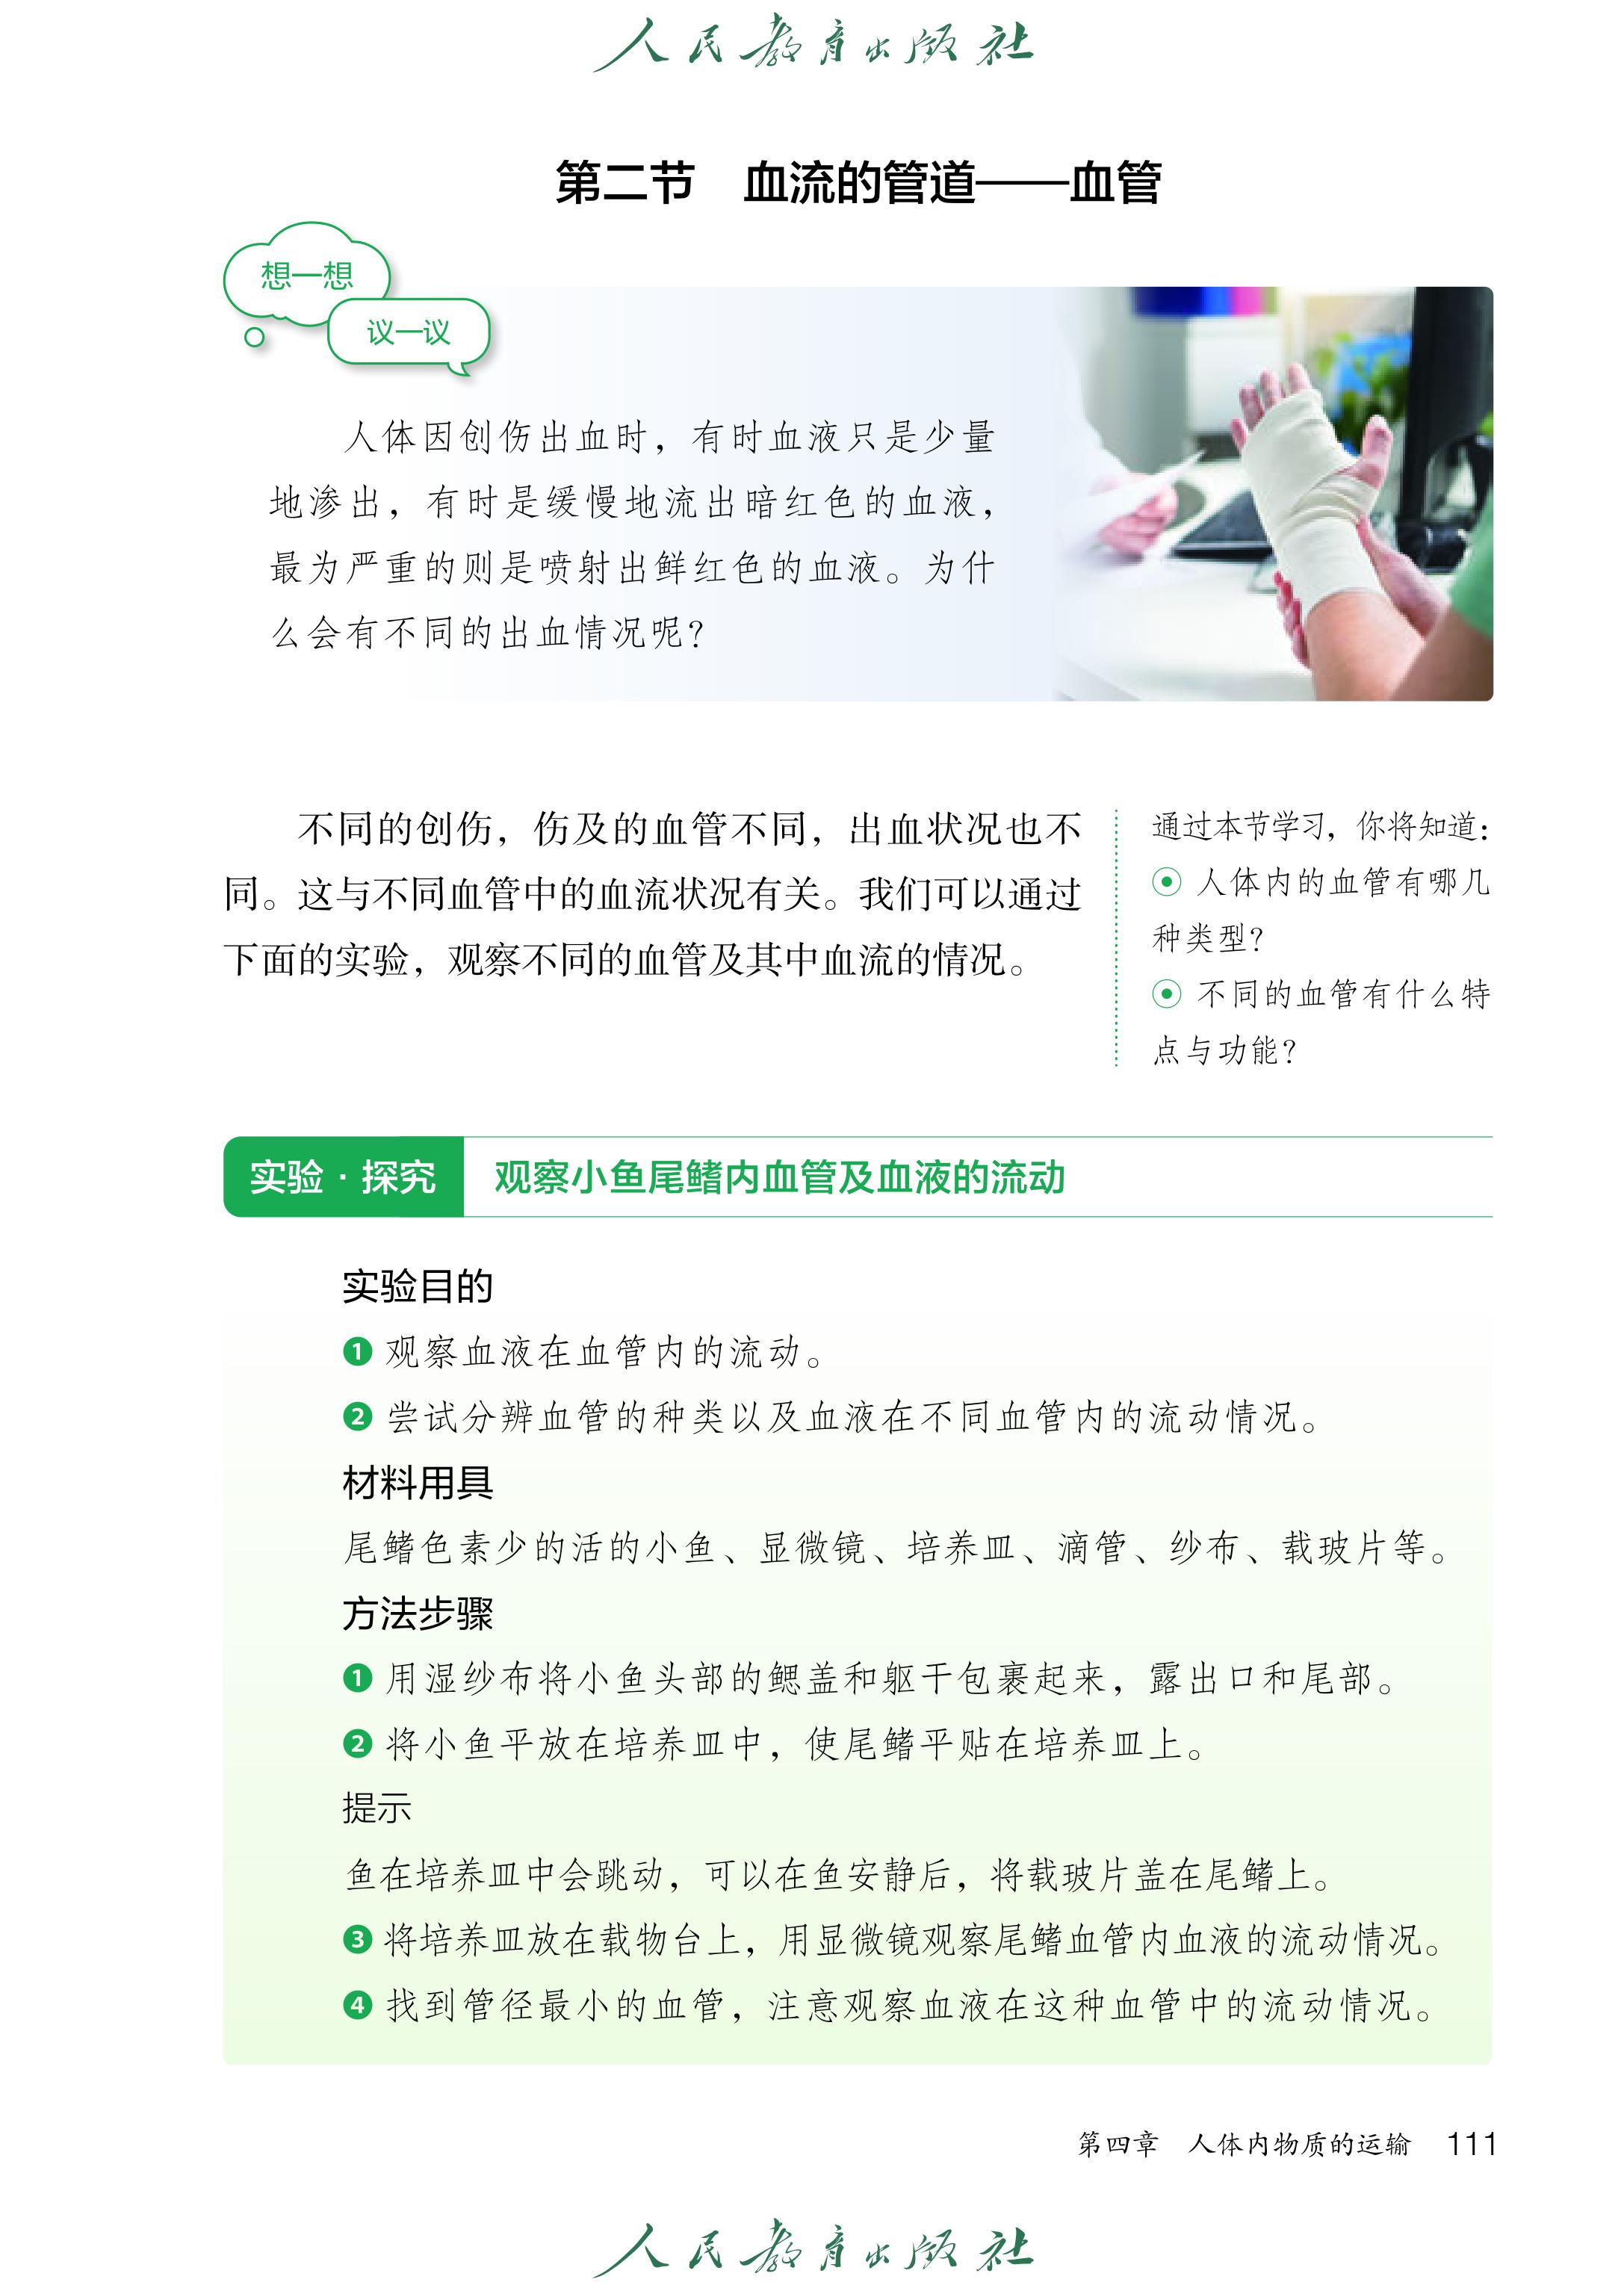 人民教育出版社
第二节 血流的管道——血管
想一想
议一议
人体因创伤出血时，有时血液只是少量
地渗出，有时是缓慢地流出暗红色的血液，
最为严重的则是喷射出鲜红色的血液。为什
么会有不同的出血情况呢？
不同的创伤，伤及的血管不同，出血状况也不
同。这与不同血管中的血流状况有关。我们可以通过
下面的实验，观察不同的血管及其中血流的情况。
通过本节学习，你将知道：
⊙ 人体内的血管有哪几
种类型？
⊙ 不同的血管有什么特
点与功能？
实验·探究 观察小鱼尾鳍内血管及血液的流动
实验目的
❶ 观察血液在血管内的流动。
❷ 尝试分辨血管的种类以及血液在不同血管内的流动情况。
材料用具
尾鳍色素少的活的小鱼、显微镜、培养皿、滴管、纱布、载玻片等。
方法步骤
❶ 用湿纱布将小鱼头部的鳃盖和躯干包裹起来，露出口和尾部。
❷ 将小鱼平放在培养皿中，使尾鳍平贴在培养皿上。
提示
鱼在培养皿中会跳动，可以在鱼安静后，将载玻片盖在尾鳍上。
❸ 将培养皿放在载物台上，用显微镜观察尾鳍血管内血液的流动情况。
❹ 找到管径最小的血管，注意观察血液在这种血管中的流动情况。
第四章 人体内物质的运输 111
人民教育出版社